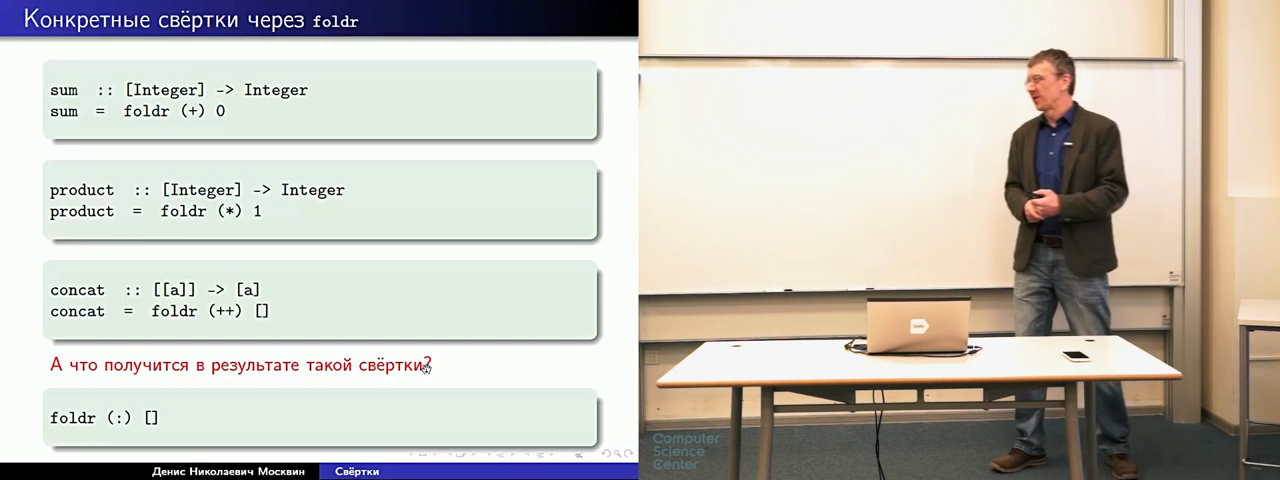 Конкретные свёртки через foldr
sum :: [Integer] -> Integer
sum = foldr (+) 0
product :: [Integer] -> Integer
product = foldr (*) 1
concat :: [[a]] -> [a]
concat = foldr (++) []
А что получится в результате такой свёртки?
foldr (:) []
Денис Николаевич Москвин Свёртки
Computer
Science
Center